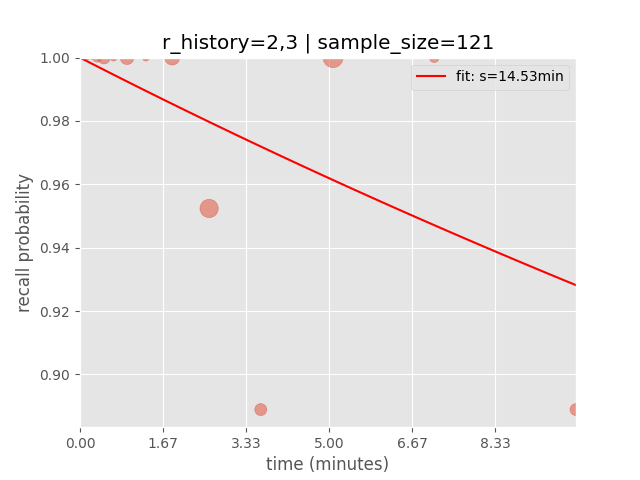 r_history=2,3 | sample_size=121
fit: s=14.53min
1.00
0.98
0.96
0.94
0.92
0.90
recall probability
0.00 1.67 3.33 5.00 6.67 8.33
time (minutes)